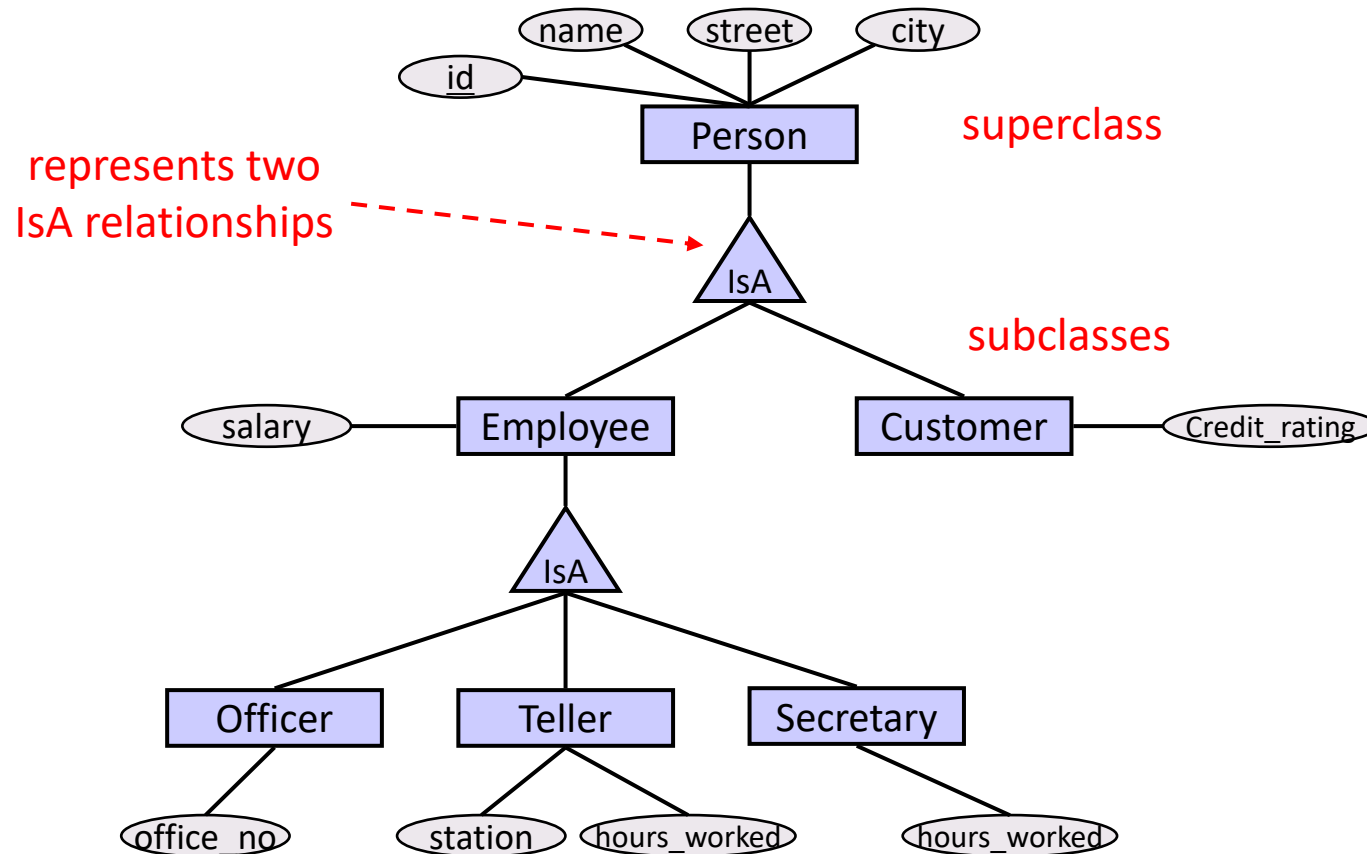 name
street
city
id
Person
superclass
represents two
IsA relationships
IsA
subclasses
salary
Employee
Customer
Credit_rating
IsA
Officer
Teller
Secretary
office_no
station
hours_worked
hours_worked